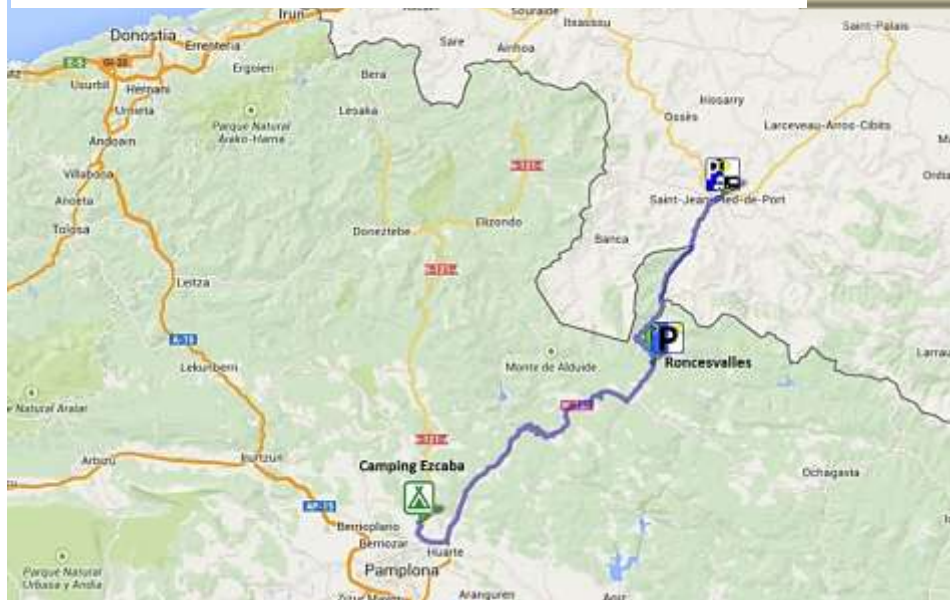 Souraide
Saint-Palais
Irun
Itxassou
Donostia
Errenteria
Sare
Ainhoa
Ergoien
Bera
Usurbil
Hernani
Urnieta
Irissarry
Lesaka
Parque Natural
Aiako-Harria
Ossès
Larceveau-Arros-Cibits
Andoain
Villabona
Saint-Jean-Pied-de-Port
Anoeta
Tolosa
Doneztebe
Elizondo
Banca
Leitza
P
Roncesvalles
Larrau
Lekunberri
Monte de Alduide
Natural Aralar
Arbizu
Irurtzun
Camping Ezcaba
Ochagavia
Berrioplano
Berriozar
Huarte
Pamplona
Parque Natural
Urbasa y Andia
Aranguren
Aoiz